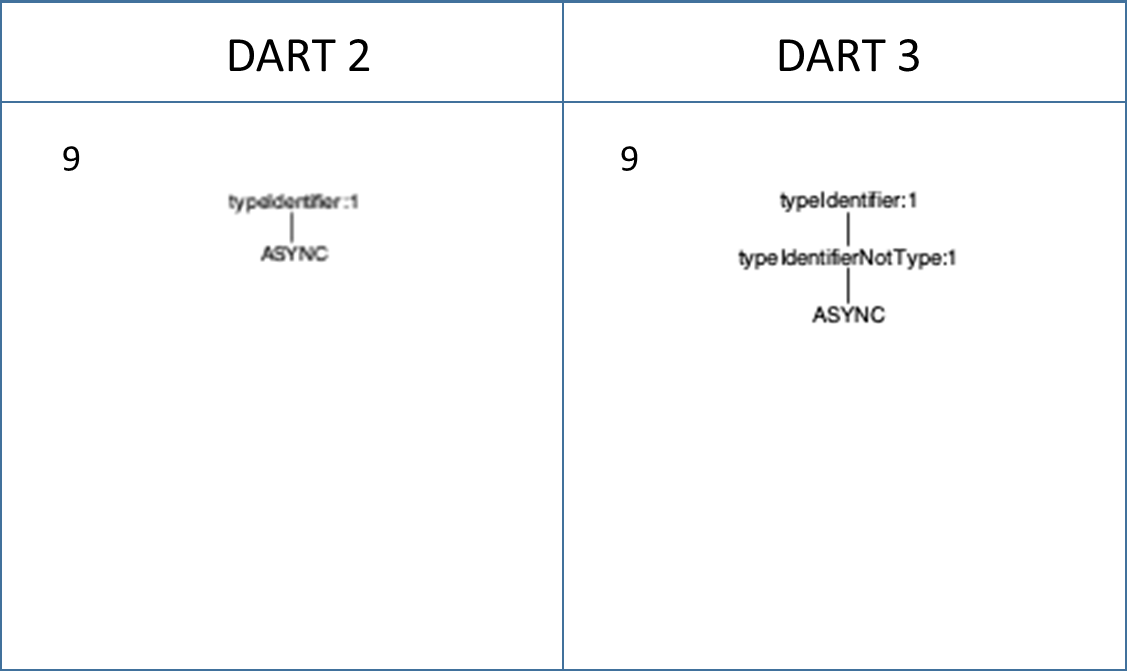 DART 2
DART 3
9
typeIdentifier:1
ASYNC
9
typeIdentifier:1
typeIdentifierNotType:1
ASYNC